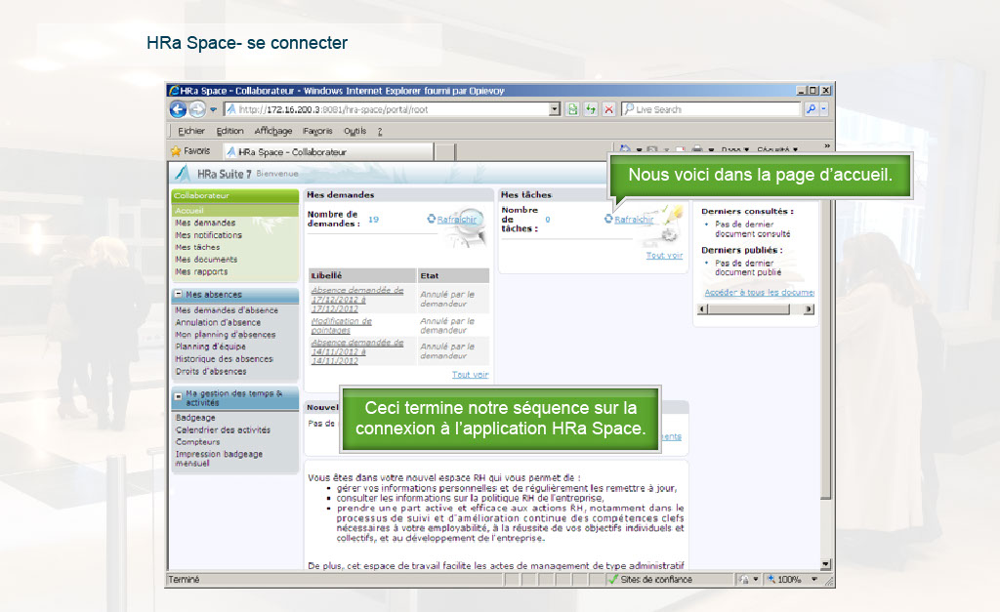 HRa Space- se connecter
HRa Space - Collaborateur - Windows Internet Explorer fourni par Opievoy
http://172.16.200.3:8081/hra-space/portal/root
Live Search
Fichier Edition Affichage Favoris Outils ?
Favoris
HRa Space - Collaborateur
Page Sécurité
HRa Suite 7 Bienvenue
Nous voici dans la page d'accueil.
Collaborateur
Accueil
Mes demandes
Mes notifications
Mes tâches
Mes documents
Mes rapports
Mes absences
Mes demandes d'absence
Annulation d'absence
Mon planning d'absences
Planning d'équipe
Historique des absences
Droits d'absences
Ma gestion des temps &
activités
Badgeage
Calendrier des activités
Compteurs
Impression badgeage
mensuel
Mes demandes
Nombre de
demandes : 19
Rafraîchir
Libellé Etat
Absence demandée de
17/12/2012 à
17/12/2012
Annulé par le
demandeur
Modification de
pointages
Annulé par le
demandeur
Absence demandée de
14/11/2012 à
14/11/2012
Annulé par le
demandeur
Tout voir
Mes tâches
Nombre
de
tâches :
0
Rafraîchir
Tout voir
Derniers consultés :
• Pas de dernier
document consulté
Derniers publiés :
• Pas de dernier
document publié
Accéder à tous les docume
Nouvel
Pas de
ents
Ceci termine notre séquence sur la
connexion à l'application HRa Space.
Vous êtes dans votre nouvel espace RH qui vous permet de :
• gérer vos informations personnelles et de régulièrement les remettre à jour,
• consulter les informations sur la politique RH de l'entreprise,
• prendre une part active et efficace aux actions RH, notamment dans le
processus de suivi et d'amélioration continue des compétences clefs
nécessaires à votre employabilité, à la réussite de vos objectifs individuels et
collectifs, et au développement de l'entreprise.
De plus, cet espace de travail facilite les actes de management de type administratif
Terminé
Sites de confiance
100%